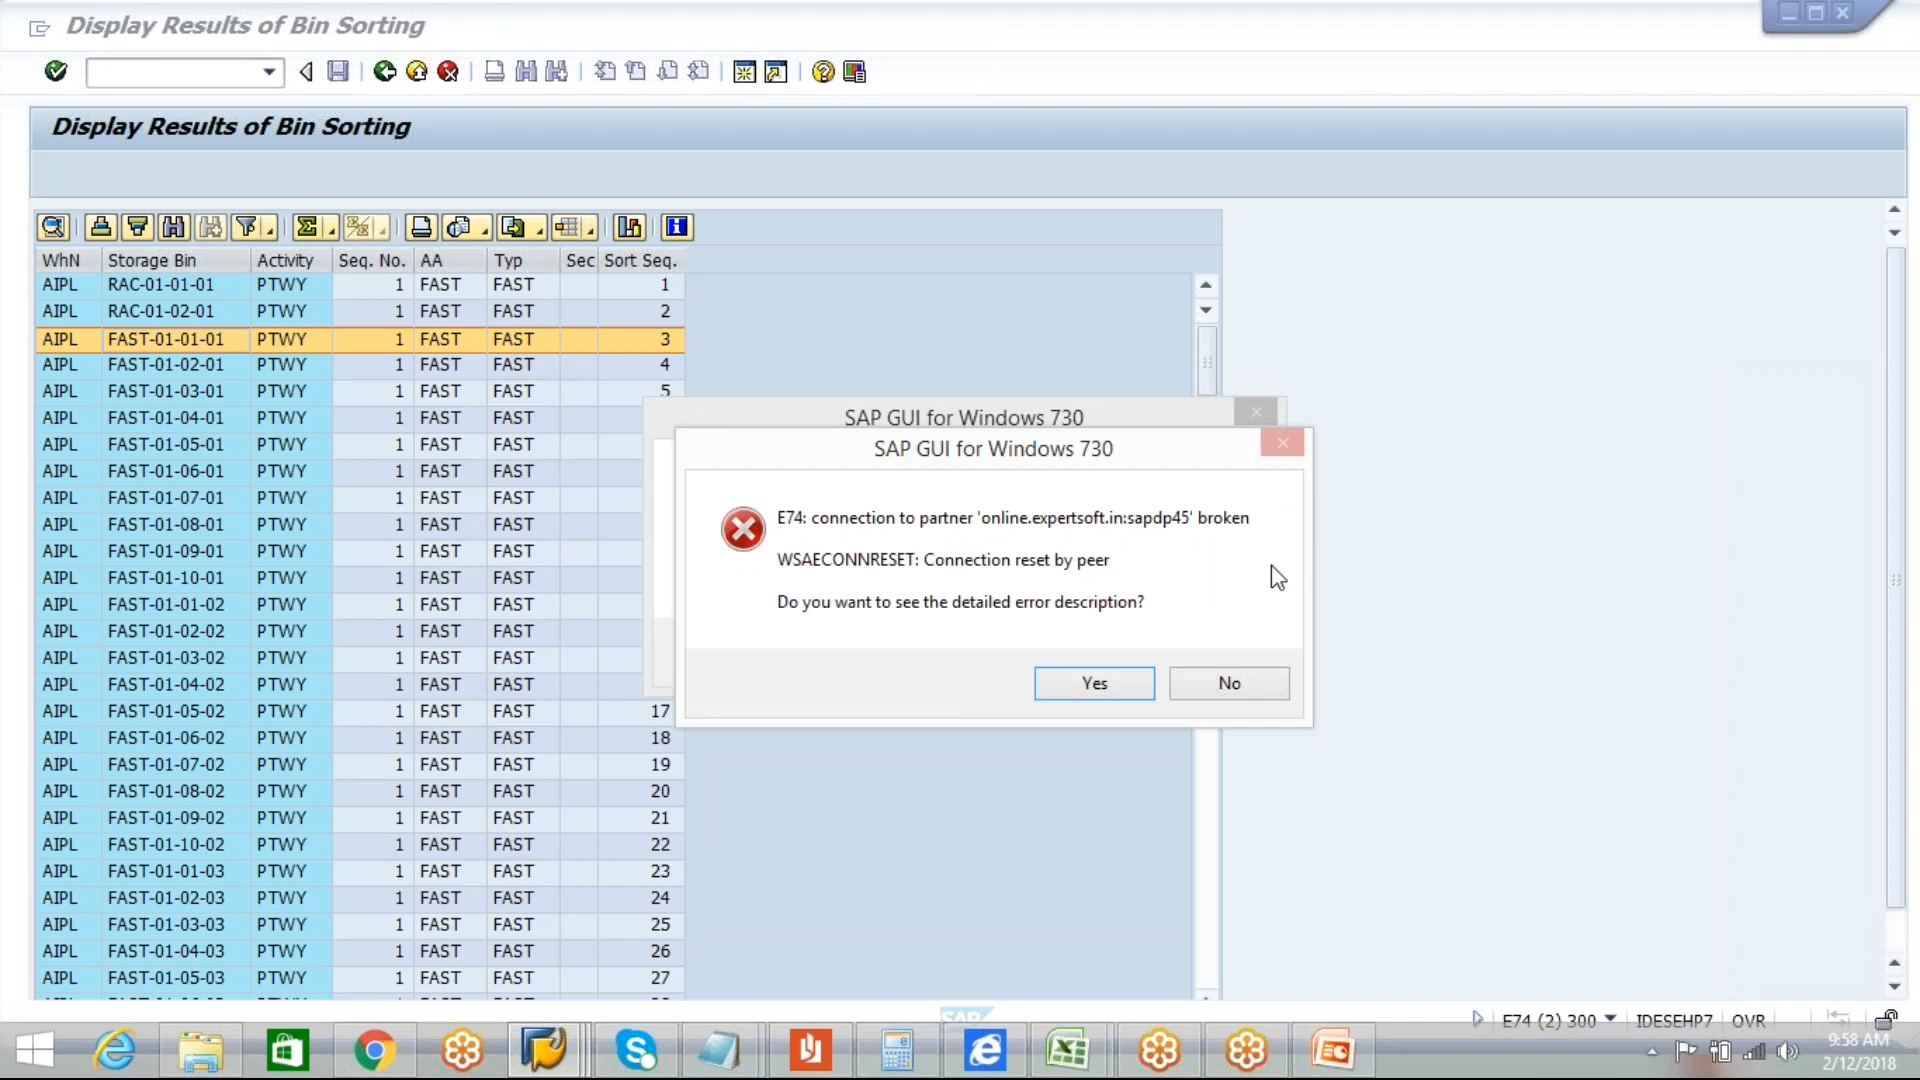 Display Results of Bin Sorting
Display Results of Bin Sorting
WhN Storage Bin Activity Seq. No. AA Typ Sec Sort Seq.
AIPL RAC-01-01-01 PTWY 1 FAST FAST 1
AIPL RAC-01-02-01 PTWY 1 FAST FAST 2
AIPL FAST-01-01-01 PTWY 1 FAST FAST 3
AIPL FAST-01-02-01 PTWY 1 FAST FAST 4
AIPL FAST-01-03-01 PTWY 1 FAST FAST 5
AIPL FAST-01-04-01 PTWY 1 FAST FAST
AIPL FAST-01-05-01 PTWY 1 FAST FAST
AIPL FAST-01-06-01 PTWY 1 FAST FAST
AIPL FAST-01-07-01 PTWY 1 FAST FAST
AIPL FAST-01-08-01 PTWY 1 FAST FAST
AIPL FAST-01-09-01 PTWY 1 FAST FAST
AIPL FAST-01-10-01 PTWY 1 FAST FAST
AIPL FAST-01-01-02 PTWY 1 FAST FAST
AIPL FAST-01-02-02 PTWY 1 FAST FAST
AIPL FAST-01-03-02 PTWY 1 FAST FAST
AIPL FAST-01-04-02 PTWY 1 FAST FAST
AIPL FAST-01-05-02 PTWY 1 FAST FAST 17
AIPL FAST-01-06-02 PTWY 1 FAST FAST 18
AIPL FAST-01-07-02 PTWY 1 FAST FAST 19
AIPL FAST-01-08-02 PTWY 1 FAST FAST 20
AIPL FAST-01-09-02 PTWY 1 FAST FAST 21
AIPL FAST-01-10-02 PTWY 1 FAST FAST 22
AIPL FAST-01-01-03 PTWY 1 FAST FAST 23
AIPL FAST-01-02-03 PTWY 1 FAST FAST 24
AIPL FAST-01-03-03 PTWY 1 FAST FAST 25
AIPL FAST-01-04-03 PTWY 1 FAST FAST 26
AIPL FAST-01-05-03 PTWY 1 FAST FAST 27
SAP GUI for Windows 730
SAP GUI for Windows 730
E74: connection to partner 'online.expertsoft.in:sapdp45' broken
WSAECONNRESET: Connection reset by peer
Do you want to see the detailed error description?
Yes No
SAP
E74 (2) 300 IDESEHP7 OVR
9:58 AM
2/12/2018